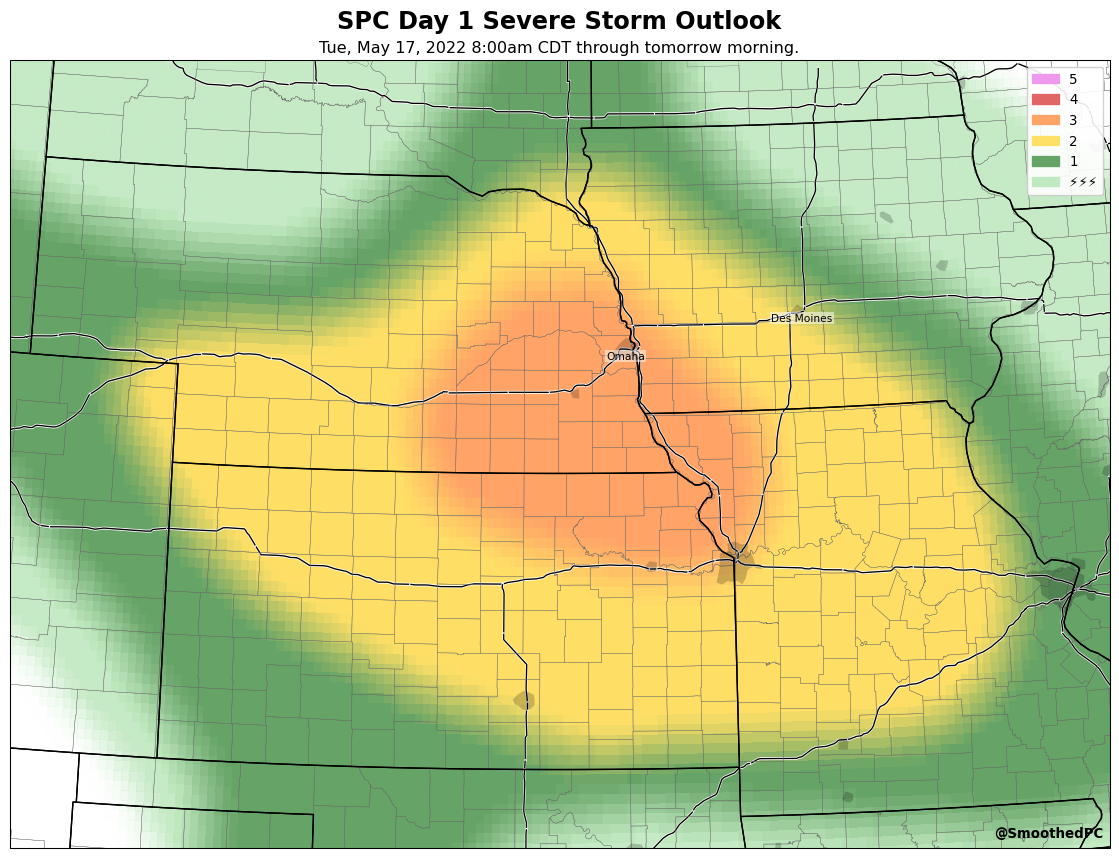 SPC Day 1 Severe Storm Outlook
Tue, May 17, 2022 8:00am CDT through tomorrow morning.
5
4
3
2
1
⚡⚡⚡
Des Moines
Omaha
@SmoothedPC